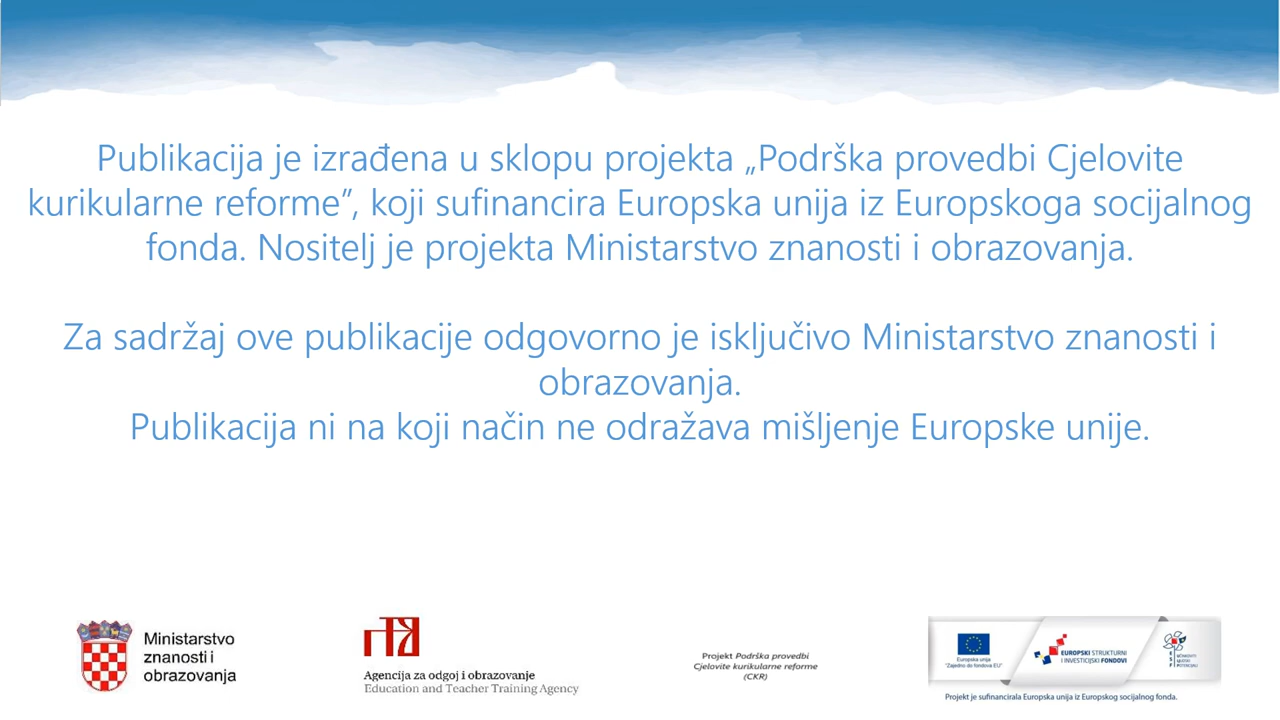 Publikacija je izrađena u sklopu projekta „Podrška provedbi Cjelovite
kurikularne reforme”, koji sufinancira Europska unija iz Europskoga socijalnog
fonda. Nositelj je projekta Ministarstvo znanosti i obrazovanja.
Za sadržaj ove publikacije odgovorno je isključivo Ministarstvo znanosti i
obrazovanja.
Publikacija ni na koji način ne odražava mišljenje Europske unije.
Ministarstvo
znanosti i
obrazovanja
Agencija za odgoj i obrazovanje
Education and Teacher Training Agency
Projekt Podrška provedbi
Cjelovite kurikularne reforme
(CKR)
Europska unija
"Zajedno do fondova EU"
EUROPSKI STRUKTURNI
I INVESTICIJSKI FONDOVI
UČINKOVITI
LJUDSKI
POTENCIJALI
Projekt je sufinancirala Europska unija iz Europskog socijalnog fonda.